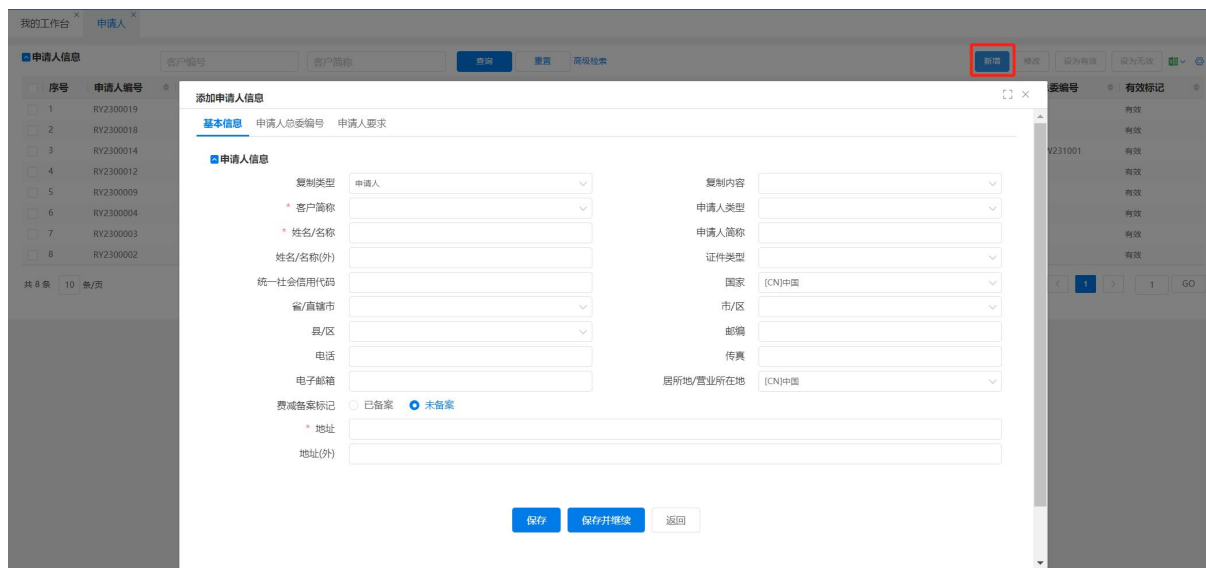 我的工作台 × 申请人 ×
申请人信息 客户编号 客户简称 查询 重置 高级检索 新增 修改 设为有效 设为无效
序号 申请人编号 委编号 有效标记
1 RY2300019 有效
2 RY2300018 有效
3 RY2300014 W231001 有效
4 RY2300012 有效
5 RY2300009 有效
6 RY2300004 有效
7 RY2300003 有效
8 RY2300002 有效
共 8 条 10 条/页 < 1 > 1 GO
添加申请人信息
基本信息 申请人总委编号 申请人要求
申请人信息
复制类型 申请人 复制内容
* 客户简称 申请人类型
* 姓名/名称 申请人简称
姓名/名称(外) 证件类型
统一社会信用代码 国家 [CN]中国
省/直辖市 市/区
县/区 邮编
电话 传真
电子邮箱 居所地/营业所在地 [CN]中国
费减备案标记 已备案 未备案
* 地址
地址(外)
保存 保存并继续 返回